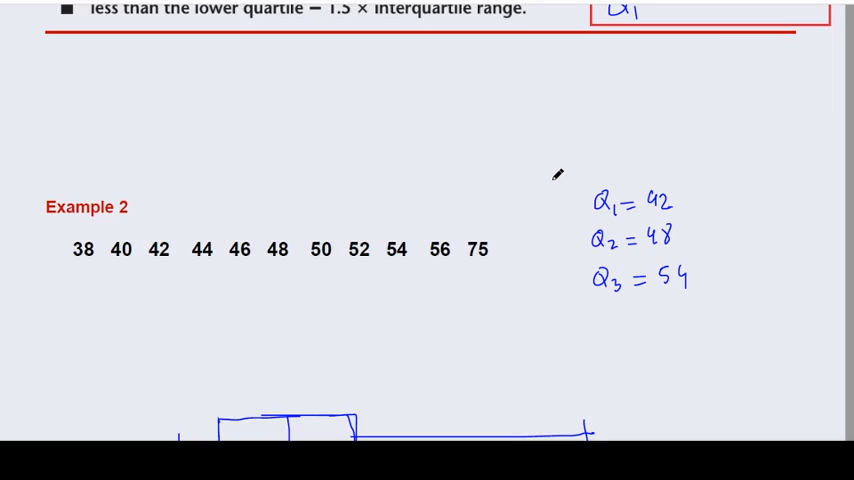 ■ less than the lower quartile – 1.5 × interquartile range.
Q₁
Example 2
38 40 42 44 46 48 50 52 54 56 75
Q₁ = 42
Q₂ = 48
Q₃ = 54